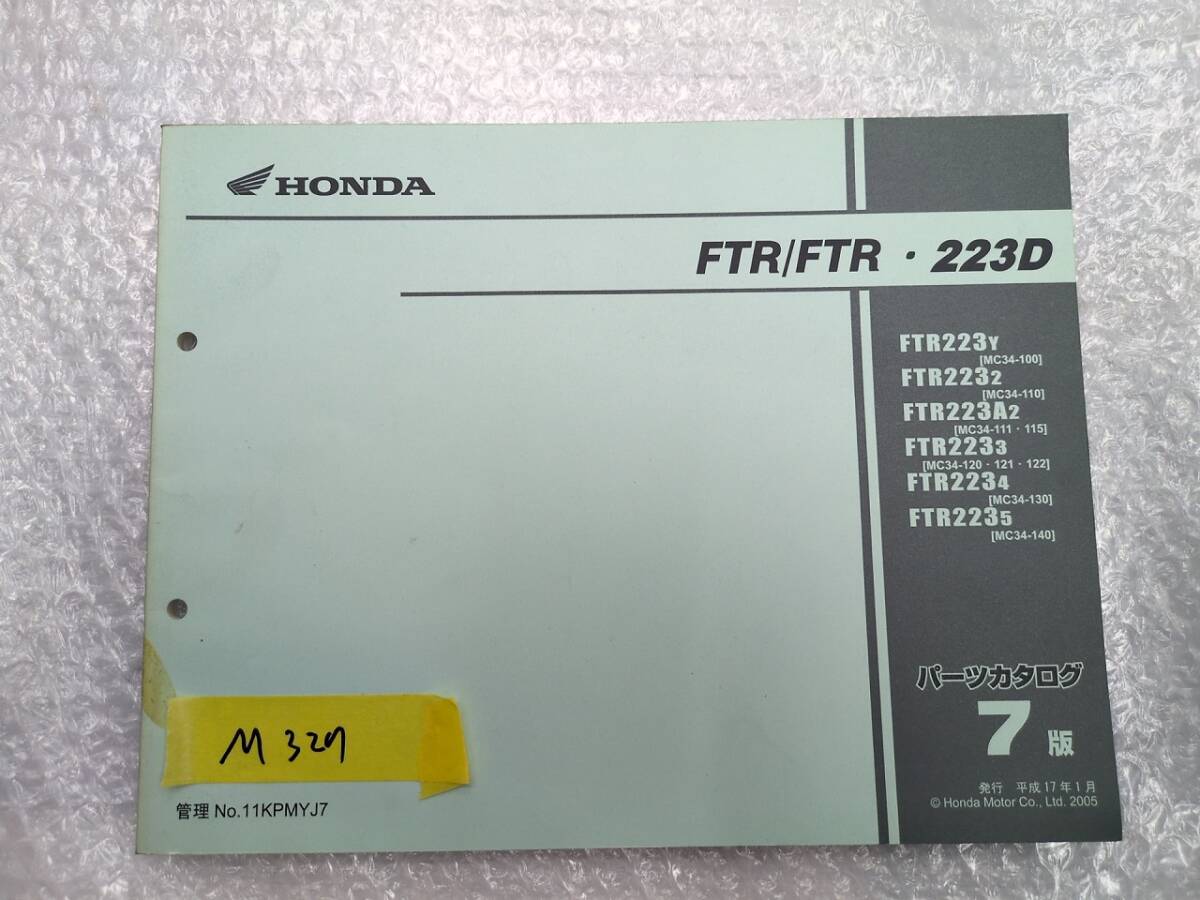 HONDA
FTR/FTR・223D
FTR223Y
[MC34-100]
FTR2232
[MC34-110]
FTR223A2
[MC34-111・115]
FTR2233
[MC34-120・121・122]
FTR2234
[MC34-130]
FTR2235
[MC34-140]
パーツカタログ
7版
発行 平成17年1月
© Honda Motor Co., Ltd. 2005
管理 No.11KPMYJ7